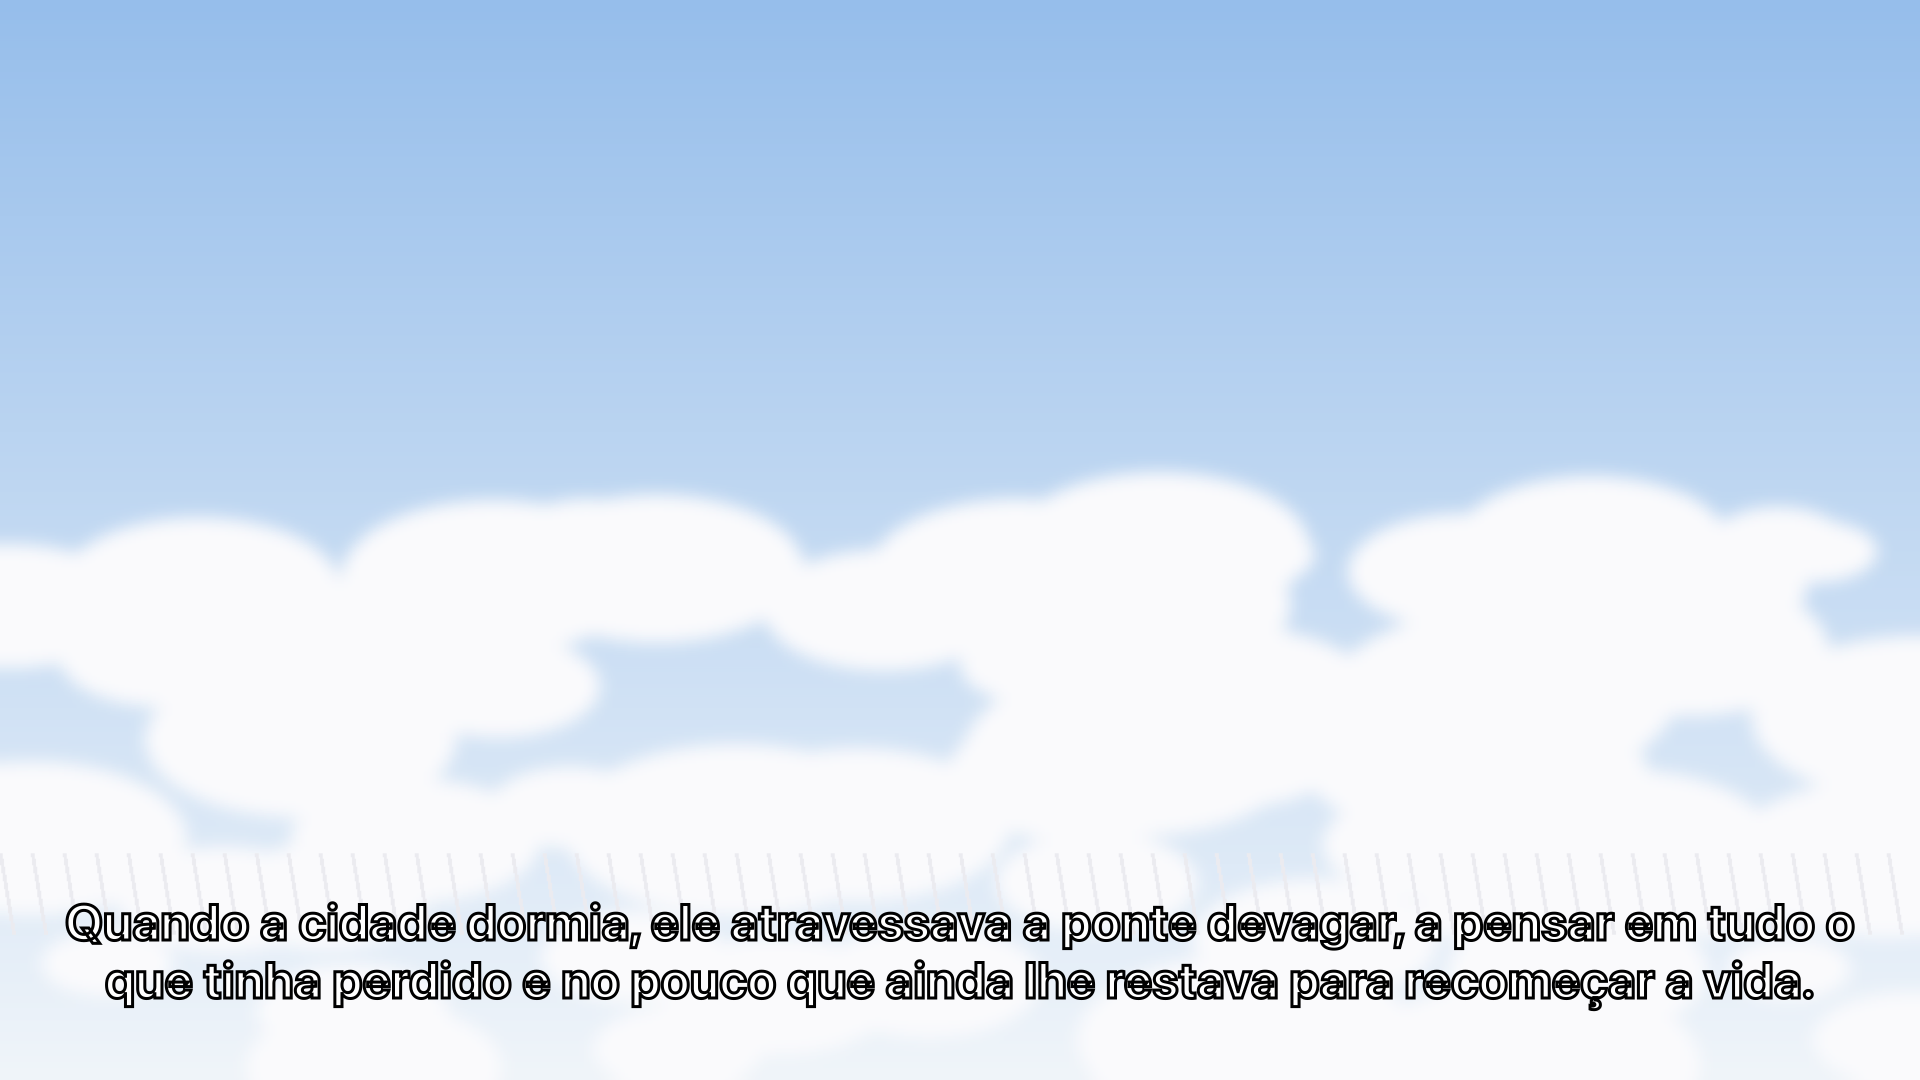 Quando a cidade dormia, ele atravessava a ponte devagar, a pensar em tudo o
que tinha perdido e no pouco que ainda lhe restava para recomeçar a vida.